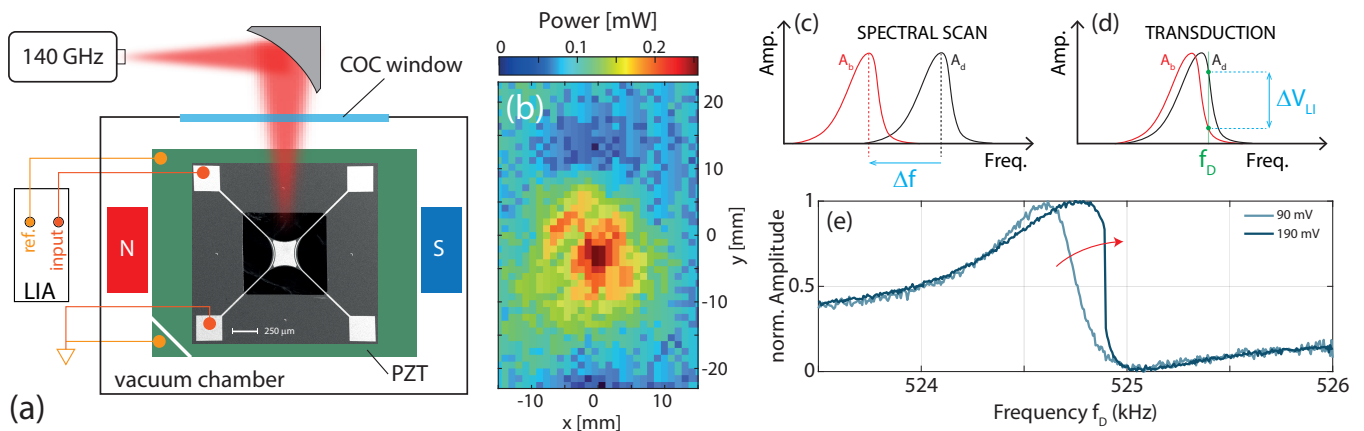 140 GHz
COC window
N
S
ref.
input
LIA
250 µm
vacuum chamber
PZT
(a)
Power [mW]
0 0.1 0.2
(b)
20
10
0
-10
-20
y [mm]
-10 0 10
x [mm]
(c) SPECTRAL SCAN
Amp.
A_b A_d
Δf
Freq.
(d) TRANSDUCTION
Amp.
A_b A_d
ΔV_LI
f_D
Freq.
(e)
90 mV
190 mV
norm. Amplitude
1
0.5
0
524 525 526
Frequency f_D (kHz)